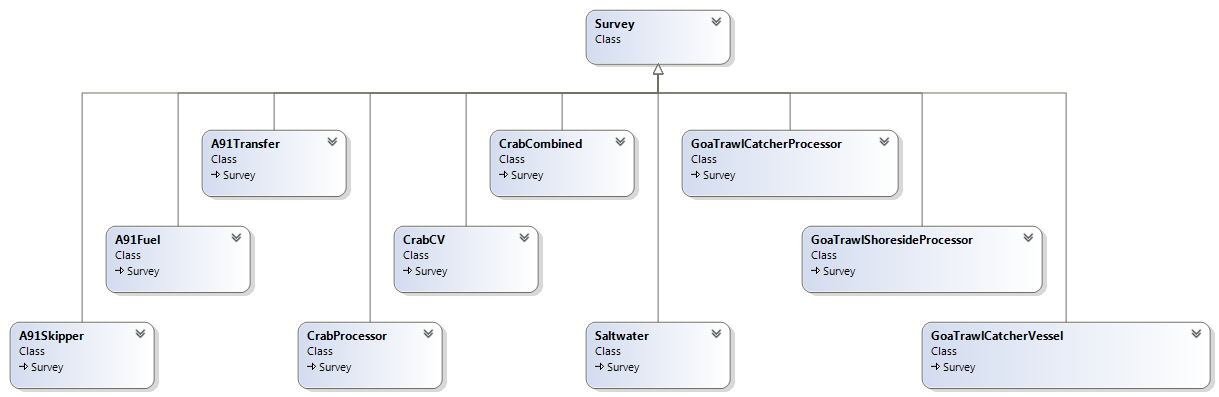 Survey
Class
A91Transfer
Class
Survey
CrabCombined
Class
Survey
GoaTrawlCatcherProcessor
Class
Survey
A91Fuel
Class
Survey
CrabCV
Class
Survey
GoaTrawlShoresideProcessor
Class
Survey
A91Skipper
Class
Survey
CrabProcessor
Class
Survey
Saltwater
Class
Survey
GoaTrawlCatcherVessel
Class
Survey